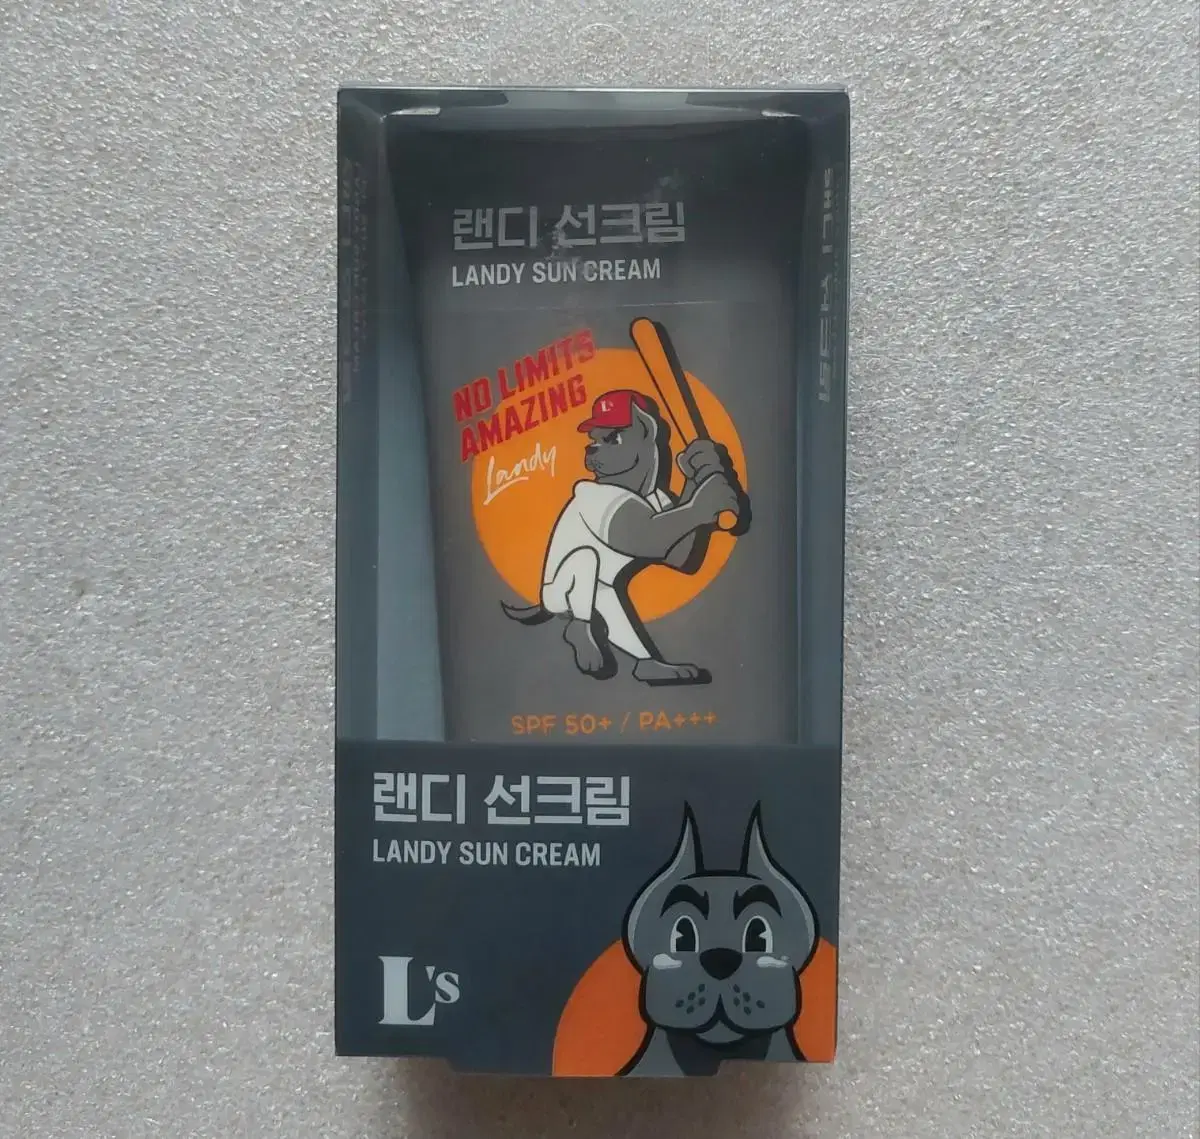 랜디 선크림
LANDY SUN CREAM
NO LIMITS
AMAZING
Landy
L's
SPF 50+ / PA+++
랜디 선크림
LANDY SUN CREAM
L's